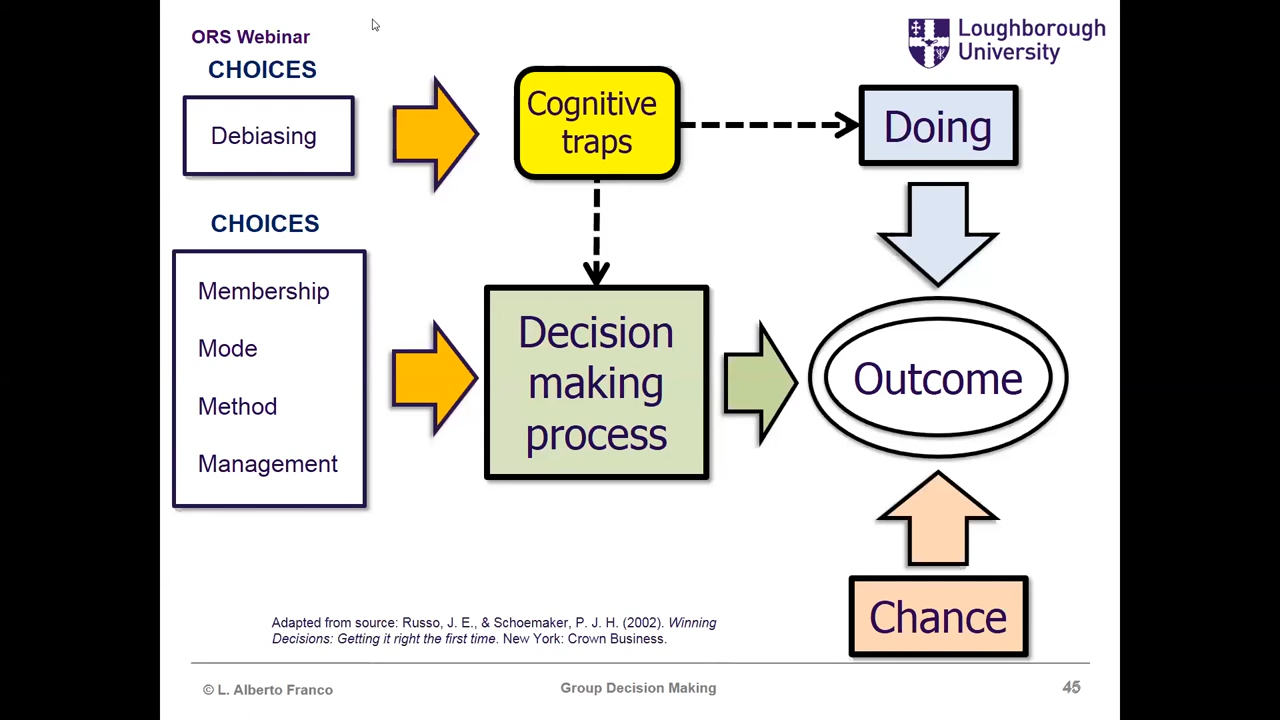 ORS Webinar
Loughborough
University
CHOICES
Debiasing
Cognitive
traps
Doing
CHOICES
Membership
Mode
Method
Management
Decision
making
process
Outcome
Chance
Adapted from source: Russo, J. E., & Schoemaker, P. J. H. (2002). Winning
Decisions: Getting it right the first time. New York: Crown Business.
© L. Alberto Franco
Group Decision Making
45